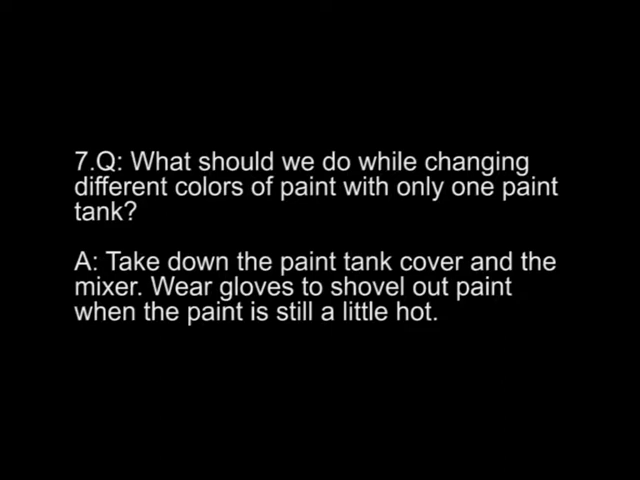 7.Q: What should we do while changing
different colors of paint with only one paint
tank?
A: Take down the paint tank cover and the
mixer. Wear gloves to shovel out paint
when the paint is still a little hot.